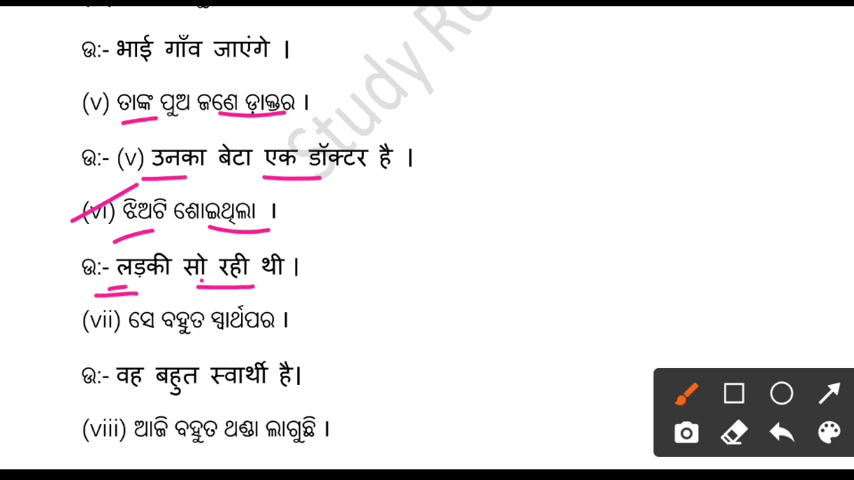 ଉ:- भाई गाँव जाएंगे |
(v) ତାଙ୍କ ପୁଅ ଜଣେ ଡ଼ାକ୍ତର ।
ଉ:- (v) उनका बेटा एक डॉक्टर है |
(vi) ଝିଅଟି ଶୋଇଥିଲା ।
ଉ:- लड़की सो रही थी |
(vii) ସେ ବହୁତ ସ୍ୱାର୍ଥପର ।
ଉ:- वह बहुत स्वार्थी है|
(viii) ଆଜି ବହୁତ ଥଣ୍ଡା ଲାଗୁଛି ।
Study